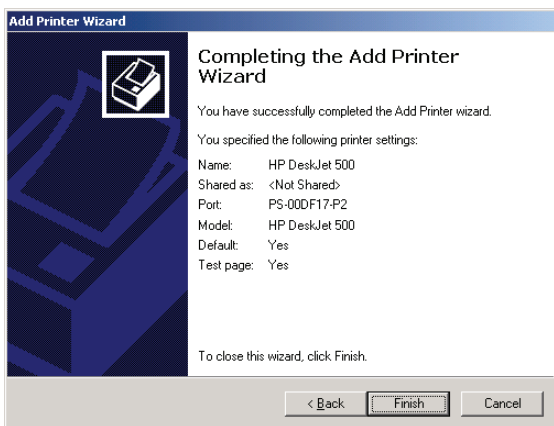 Add Printer Wizard
Completing the Add Printer
Wizard
You have successfully completed the Add Printer wizard.
You specified the following printer settings:
Name: HP DeskJet 500
Shared as: <Not Shared>
Port: PS-00DF17-P2
Model: HP DeskJet 500
Default: Yes
Test page: Yes
To close this wizard, click Finish.
< Back Finish Cancel